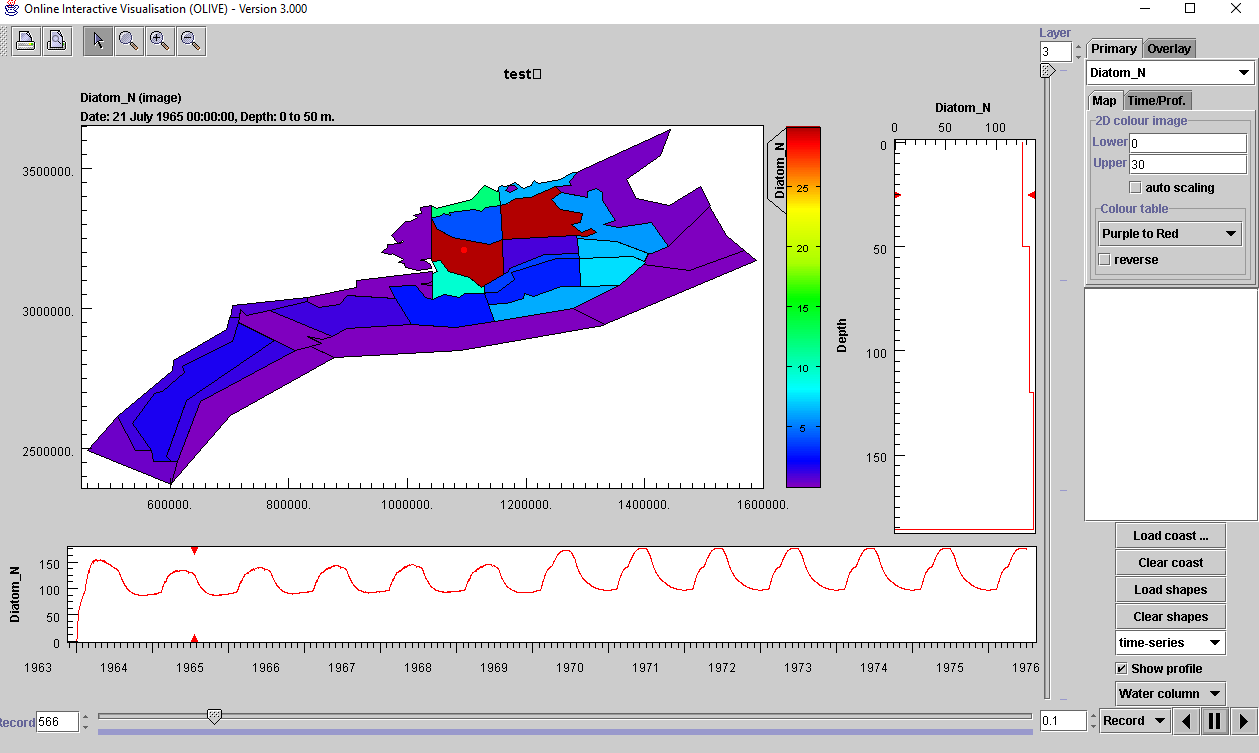 Online Interactive Visualisation (OLIVE) - Version 3.000
Layer
3
Primary Overlay
Diatom_N
Map Time/Prof.
2D colour image
Lower 0
Upper 30
auto scaling
Colour table
Purple to Red
reverse
test▯
Diatom_N (image)
Date: 21 July 1965 00:00:00, Depth: 0 to 50 m.
3500000.
3000000.
2500000.
600000. 800000. 1000000. 1200000. 1400000. 1600000.
Diatom_N
25
20
15
10
5
Diatom_N
0 50 100
Depth
0
50
100
150
Diatom_N
150
100
50
0
1963 1964 1965 1966 1967 1968 1969 1970 1971 1972 1973 1974 1975 1976
Load coast ...
Clear coast
Load shapes
Clear shapes
time-series
Show profile
Water column
Record 566
0.1 Record